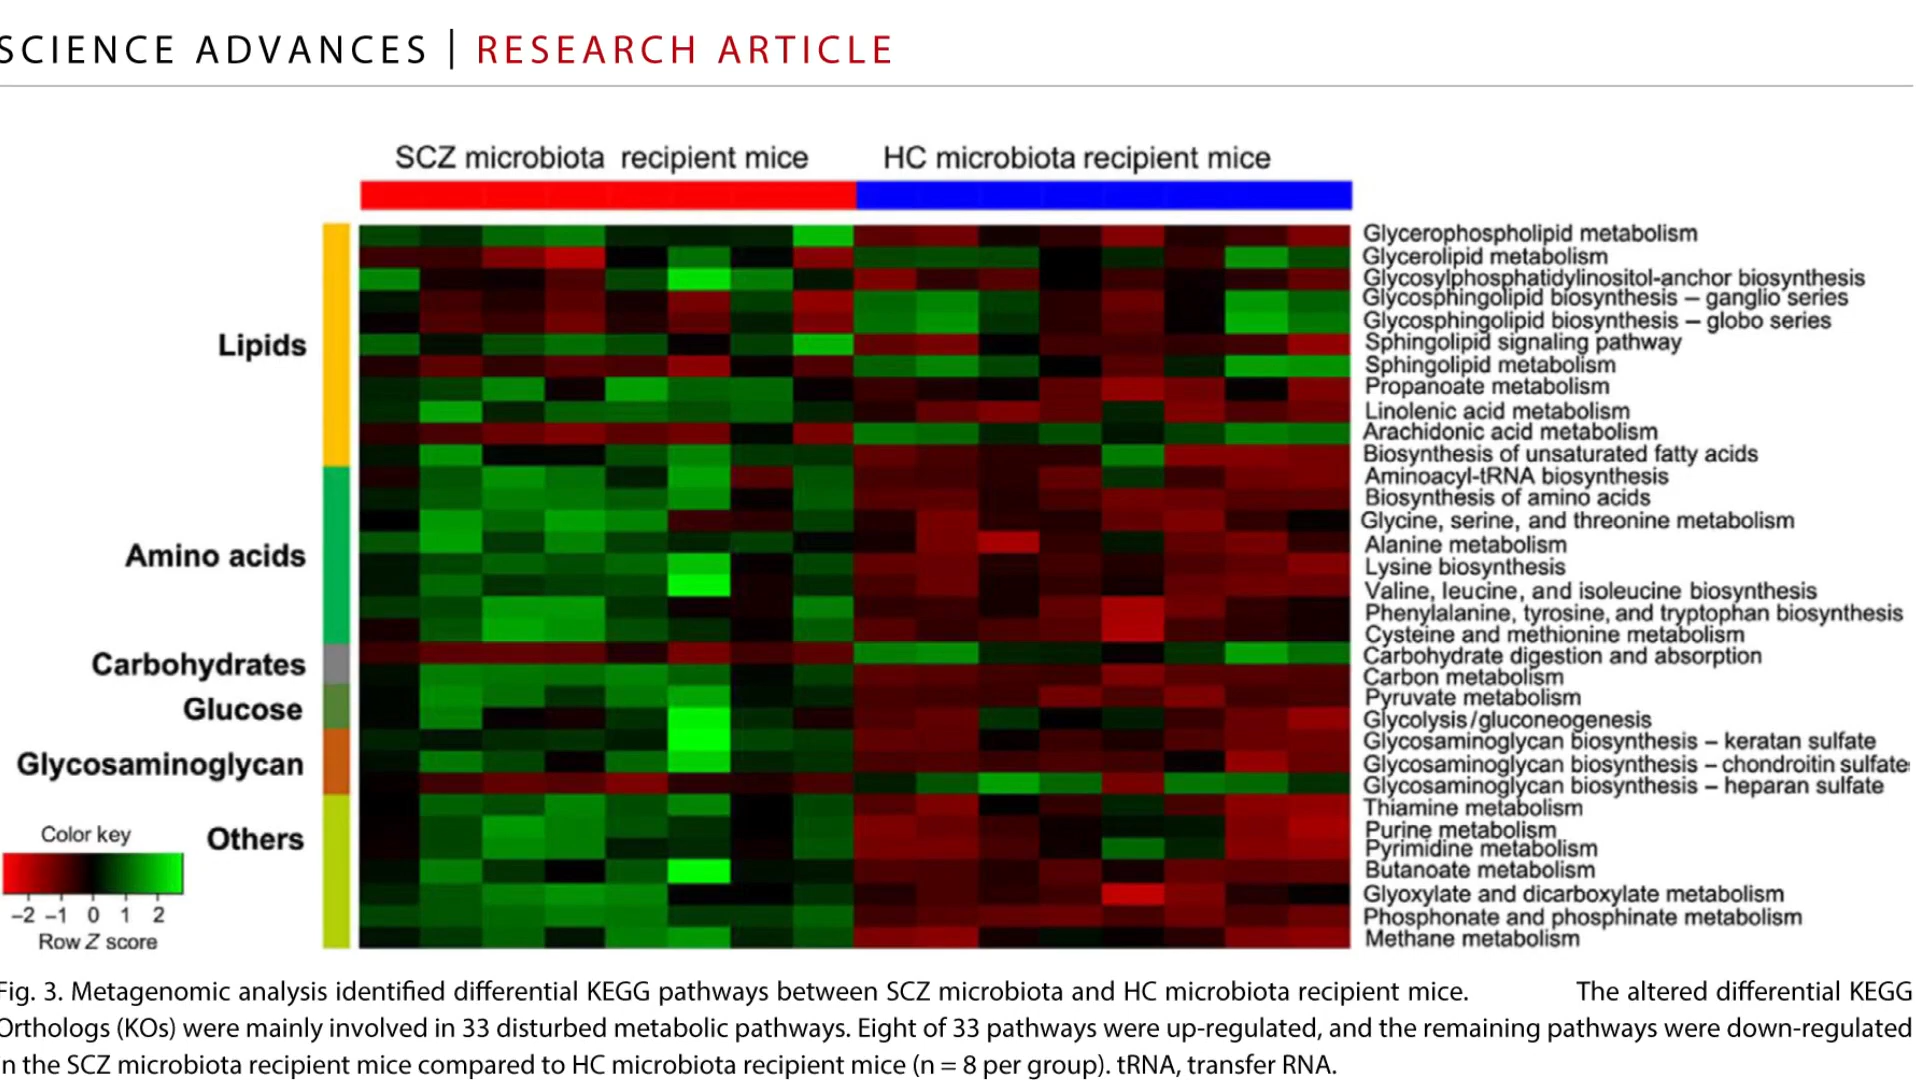 SCIENCE ADVANCES | RESEARCH ARTICLE
SCZ microbiota recipient mice
HC microbiota recipient mice
Lipids
Amino acids
Carbohydrates
Glucose
Glycosaminoglycan
Others
Glycerophospholipid metabolism
Glycerolipid metabolism
Glycosylphosphatidylinositol-anchor biosynthesis
Glycosphingolipid biosynthesis – ganglio series
Glycosphingolipid biosynthesis – globo series
Sphingolipid signaling pathway
Sphingolipid metabolism
Propanoate metabolism
Linolenic acid metabolism
Arachidonic acid metabolism
Biosynthesis of unsaturated fatty acids
Aminoacyl-tRNA biosynthesis
Biosynthesis of amino acids
Glycine, serine, and threonine metabolism
Alanine metabolism
Lysine biosynthesis
Valine, leucine, and isoleucine biosynthesis
Phenylalanine, tyrosine, and tryptophan biosynthesis
Cysteine and methionine metabolism
Carbohydrate digestion and absorption
Carbon metabolism
Pyruvate metabolism
Glycolysis/gluconeogenesis
Glycosaminoglycan biosynthesis – keratan sulfate
Glycosaminoglycan biosynthesis – chondroitin sulfate
Glycosaminoglycan biosynthesis – heparan sulfate
Thiamine metabolism
Purine metabolism
Pyrimidine metabolism
Butanoate metabolism
Glyoxylate and dicarboxylate metabolism
Phosphonate and phosphinate metabolism
Methane metabolism
Color key
−2 −1 0 1 2
Row Z score
Fig. 3. Metagenomic analysis identified differential KEGG pathways between SCZ microbiota and HC microbiota recipient mice. The altered differential KEGG
Orthologs (KOs) were mainly involved in 33 disturbed metabolic pathways. Eight of 33 pathways were up-regulated, and the remaining pathways were down-regulated
in the SCZ microbiota recipient mice compared to HC microbiota recipient mice (n = 8 per group). tRNA, transfer RNA.